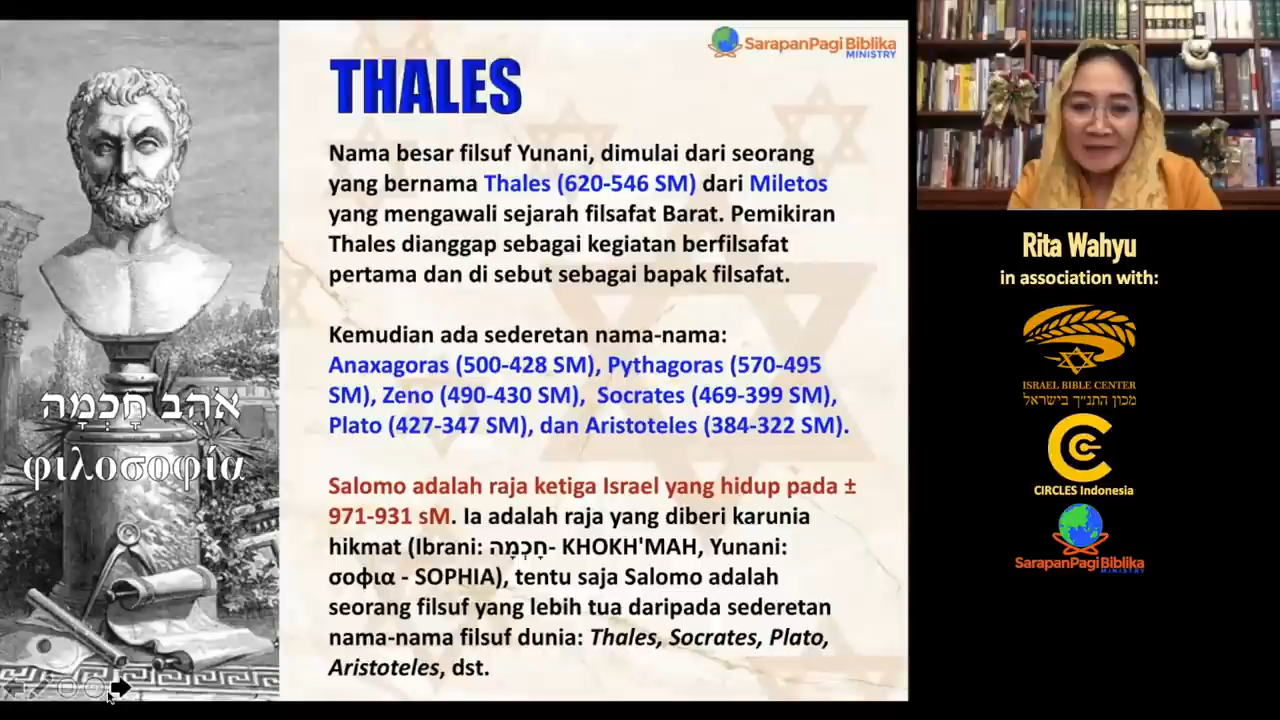 SarapanPagi Biblika
MINISTRY
THALES
Nama besar filsuf Yunani, dimulai dari seorang
yang bernama Thales (620-546 SM) dari Miletos
yang mengawali sejarah filsafat Barat. Pemikiran
Thales dianggap sebagai kegiatan berfilsafat
pertama dan di sebut sebagai bapak filsafat.
Kemudian ada sederetan nama-nama:
Anaxagoras (500-428 SM), Pythagoras (570-495
SM), Zeno (490-430 SM), Socrates (469-399 SM),
Plato (427-347 SM), dan Aristoteles (384-322 SM).
Salomo adalah raja ketiga Israel yang hidup pada ±
971-931 sM. Ia adalah raja yang diberi karunia
hikmat (Ibrani: חָכְמָה- KHOKH'MAH, Yunani:
σοφια - SOPHIA), tentu saja Salomo adalah
seorang filsuf yang lebih tua daripada sederetan
nama-nama filsuf dunia: Thales, Socrates, Plato,
Aristoteles, dst.
אֹהֵב חָכְמָה
φιλοσοφία
Rita Wahyu
in association with:
ISRAEL BIBLE CENTER
מכון התנ״ך בישראל
CIRCLES Indonesia
SarapanPagi Biblika
MINISTRY